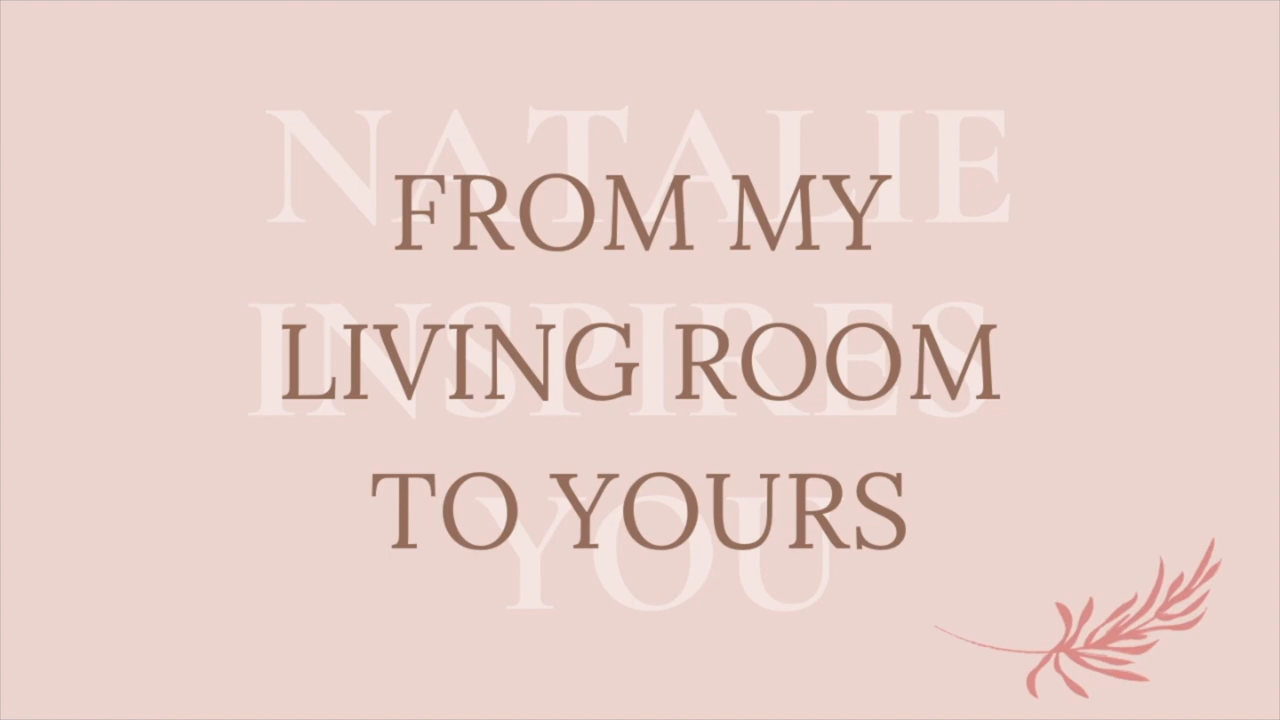 NATALIE
FROM MY
INSPIRES
LIVING ROOM
TO YOURS
YOU